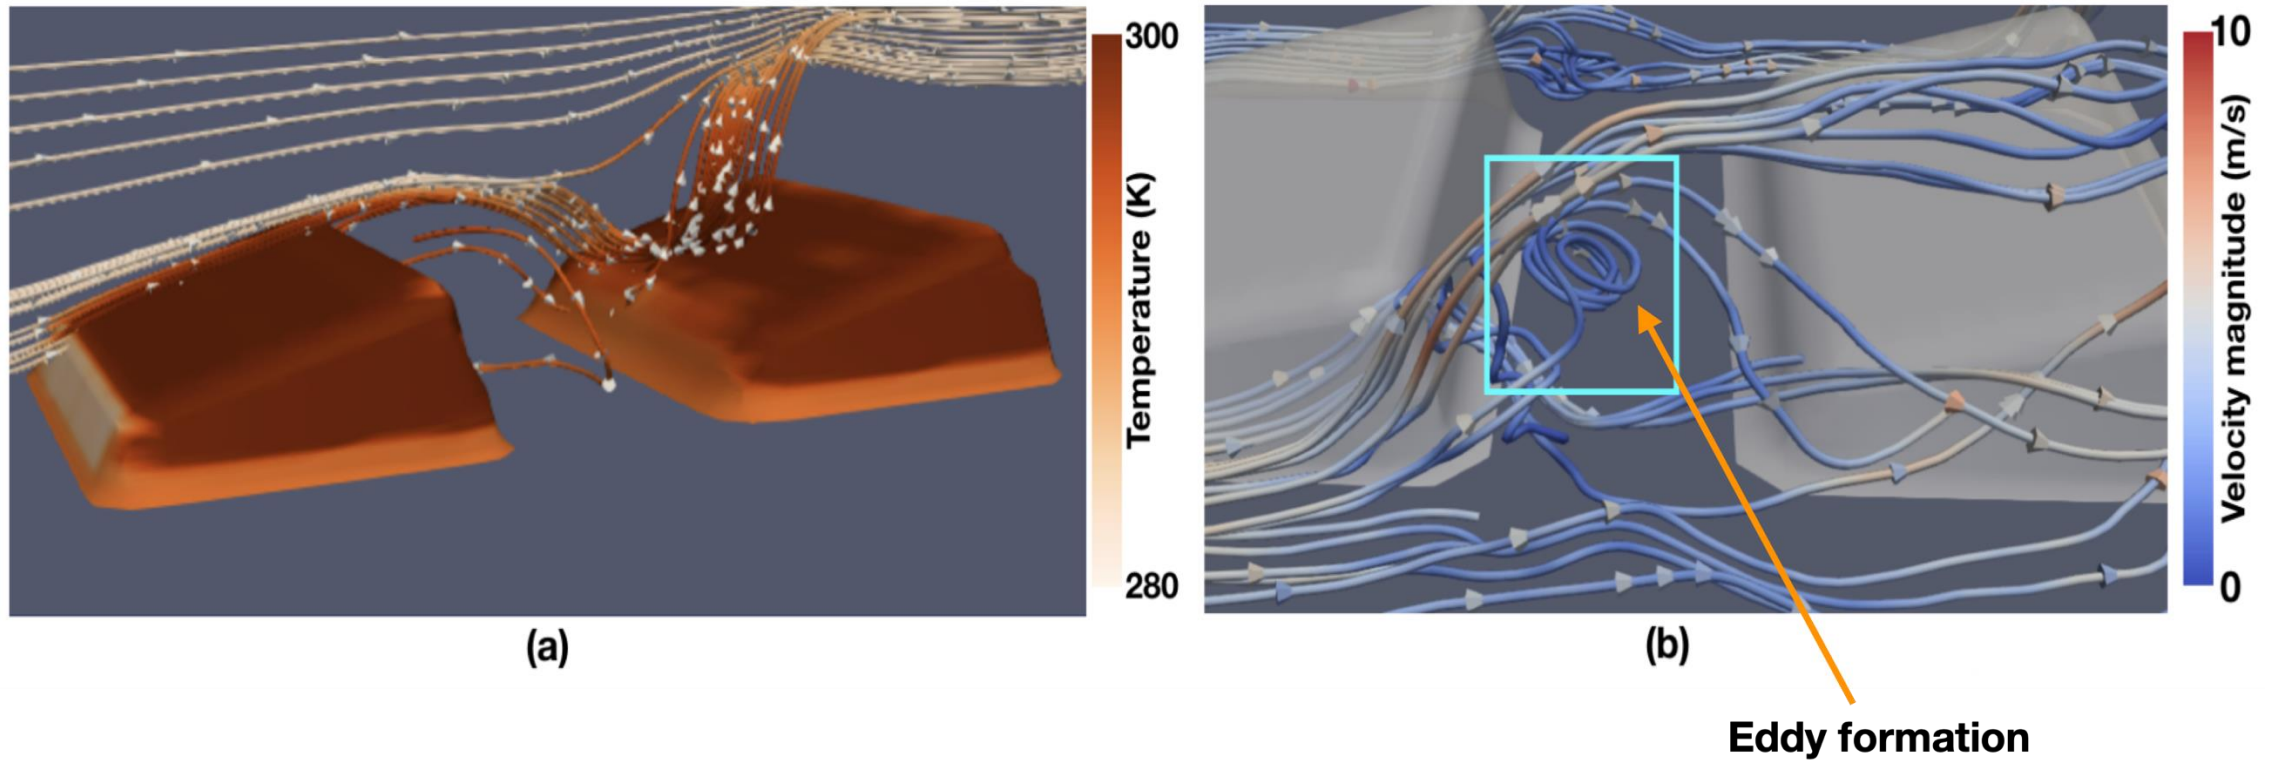 300
Temperature (K)
280
(a)
10
Velocity magnitude (m/s)
0
(b)
Eddy formation